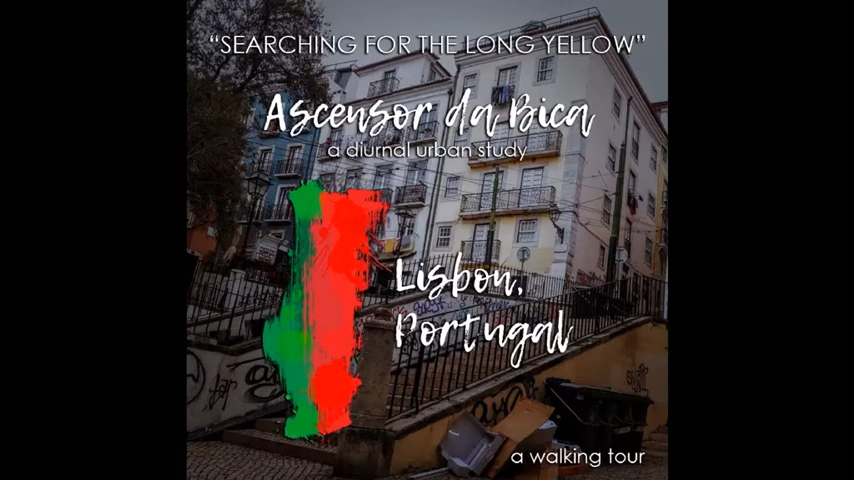 “SEARCHING FOR THE LONG YELLOW”
Ascensor da Bica
a diurnal urban study
Lisbon,
Portugal
a walking tour